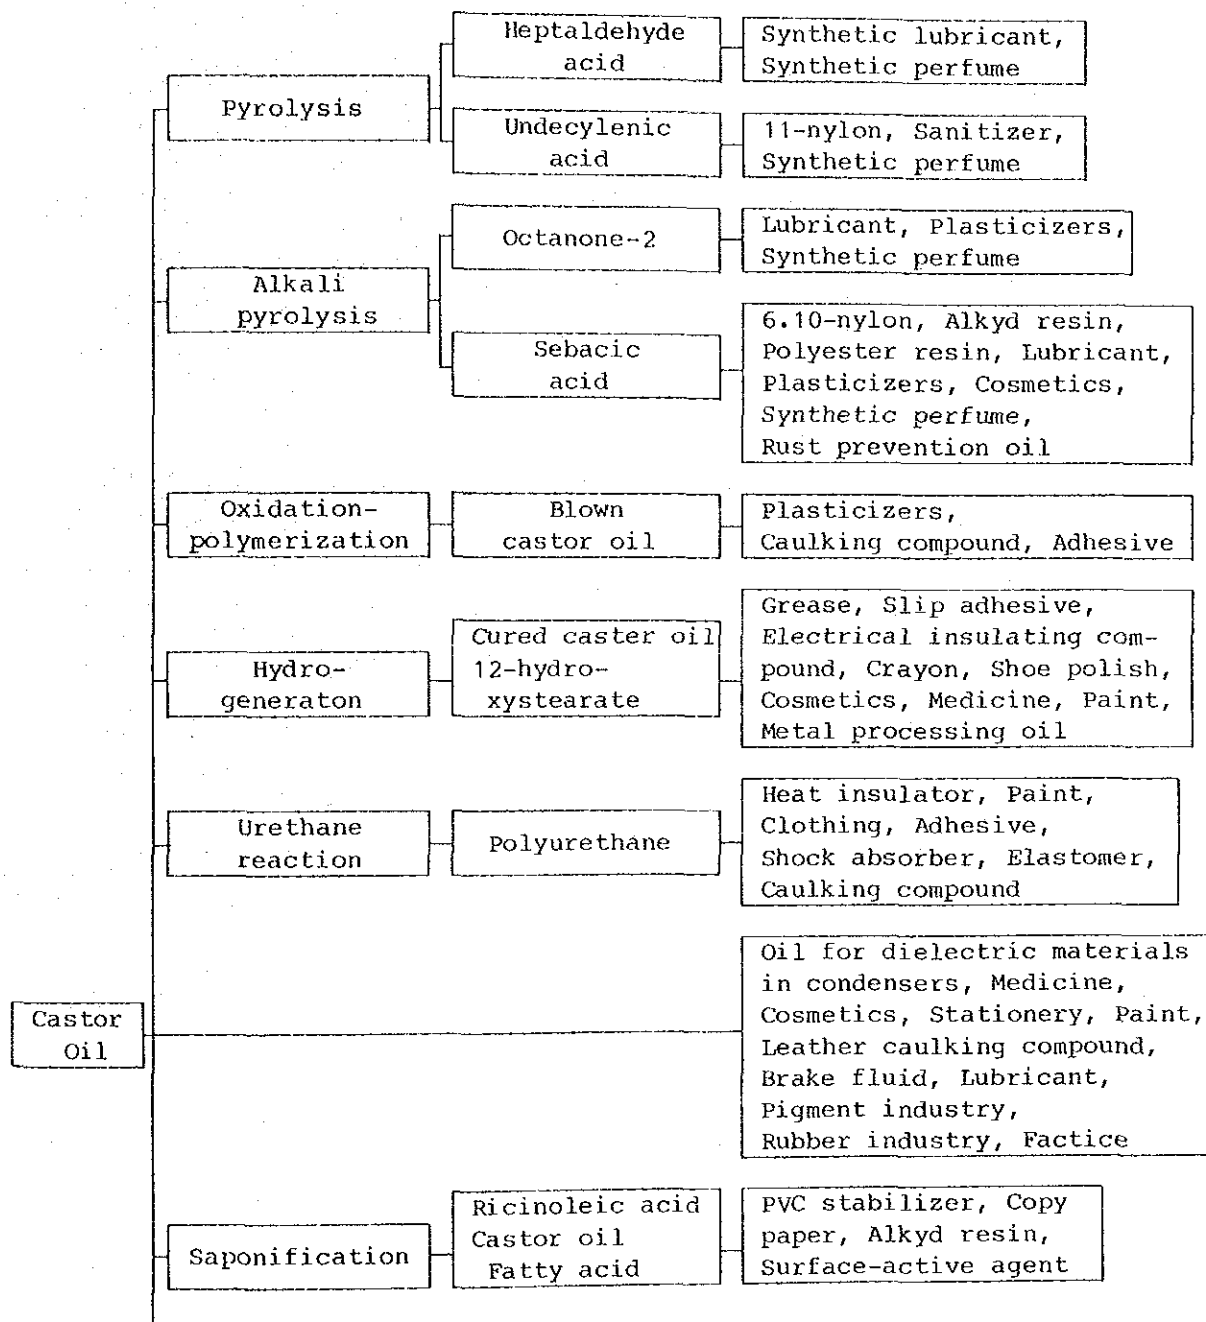 Heptaldehyde
acid
Synthetic lubricant,
Synthetic perfume
Pyrolysis
Undecylenic
acid
11-nylon, Sanitizer,
Synthetic perfume
Octanone-2
Lubricant, Plasticizers,
Synthetic perfume
Alkali
pyrolysis
Sebacic
acid
6.10-nylon, Alkyd resin,
Polyester resin, Lubricant,
Plasticizers, Cosmetics,
Synthetic perfume,
Rust prevention oil
Oxidation-
polymerization
Blown
castor oil
Plasticizers,
Caulking compound, Adhesive
Hydro-
generaton
Cured caster oil
12-hydro-
xystearate
Grease, Slip adhesive,
Electrical insulating com-
pound, Crayon, Shoe polish,
Cosmetics, Medicine, Paint,
Metal processing oil
Urethane
reaction
Polyurethane
Heat insulator, Paint,
Clothing, Adhesive,
Shock absorber, Elastomer,
Caulking compound
Castor
Oil
Oil for dielectric materials
in condensers, Medicine,
Cosmetics, Stationery, Paint,
Leather caulking compound,
Brake fluid, Lubricant,
Pigment industry,
Rubber industry, Factice
Saponification
Ricinoleic acid
Castor oil
Fatty acid
PVC stabilizer, Copy
paper, Alkyd resin,
Surface-active agent